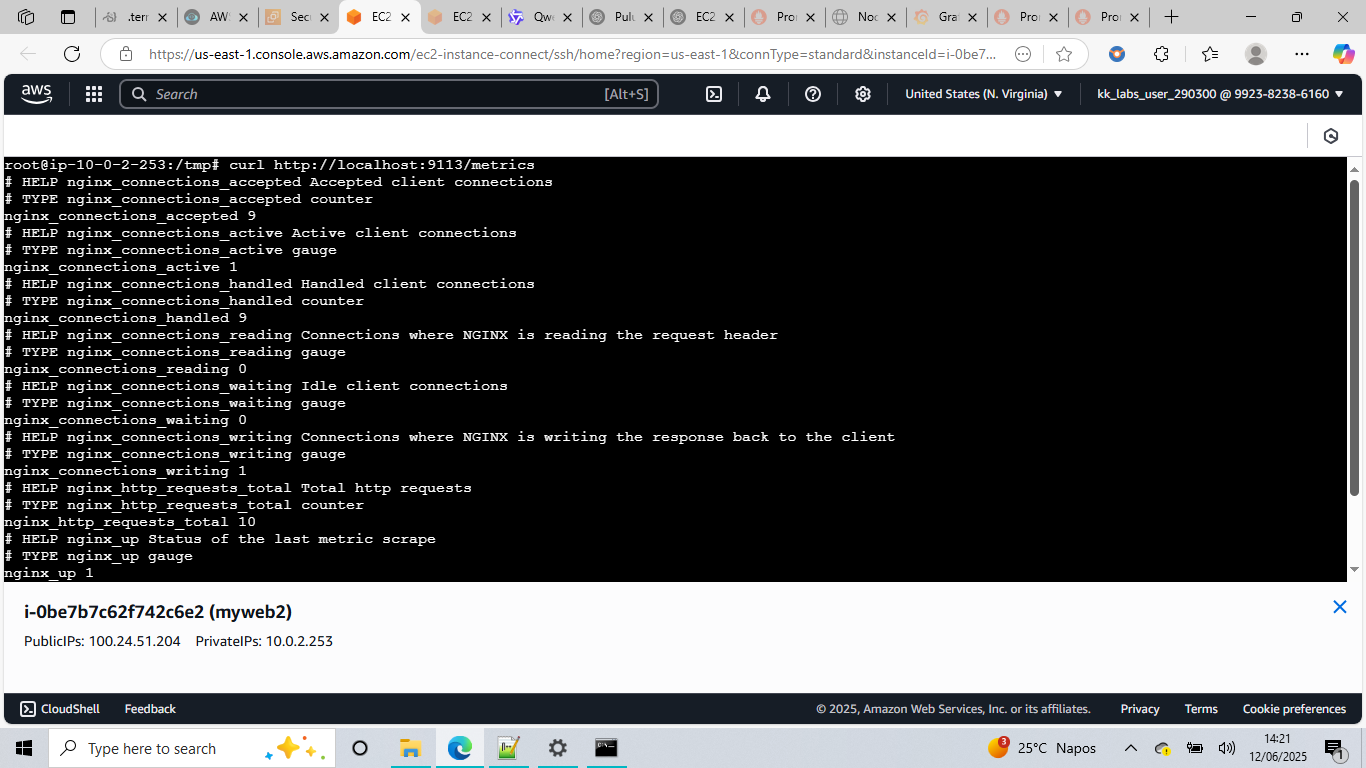 .terr
AWS
Secu
EC2
EC2
Qwe
Pulu
EC2
Pro
Noc
Graf
Pro
Pro
https://us-east-1.console.aws.amazon.com/ec2-instance-connect/ssh/home?region=us-east-1&connType=standard&instanceId=i-0be7...
aws
Search
[Alt+S]
United States (N. Virginia)
kk_labs_user_290300 @ 9923-8238-6160
root@ip-10-0-2-253:/tmp# curl http://localhost:9113/metrics
# HELP nginx_connections_accepted Accepted client connections
# TYPE nginx_connections_accepted counter
nginx_connections_accepted 9
# HELP nginx_connections_active Active client connections
# TYPE nginx_connections_active gauge
nginx_connections_active 1
# HELP nginx_connections_handled Handled client connections
# TYPE nginx_connections_handled counter
nginx_connections_handled 9
# HELP nginx_connections_reading Connections where NGINX is reading the request header
# TYPE nginx_connections_reading gauge
nginx_connections_reading 0
# HELP nginx_connections_waiting Idle client connections
# TYPE nginx_connections_waiting gauge
nginx_connections_waiting 0
# HELP nginx_connections_writing Connections where NGINX is writing the response back to the client
# TYPE nginx_connections_writing gauge
nginx_connections_writing 1
# HELP nginx_http_requests_total Total http requests
# TYPE nginx_http_requests_total counter
nginx_http_requests_total 10
# HELP nginx_up Status of the last metric scrape
# TYPE nginx_up gauge
nginx_up 1
i-0be7b7c62f742c6e2 (myweb2)
PublicIPs: 100.24.51.204 PrivateIPs: 10.0.2.253
CloudShell Feedback
© 2025, Amazon Web Services, Inc. or its affiliates. Privacy Terms Cookie preferences
Type here to search
3
25°C Napos
14:21
12/06/2025
1